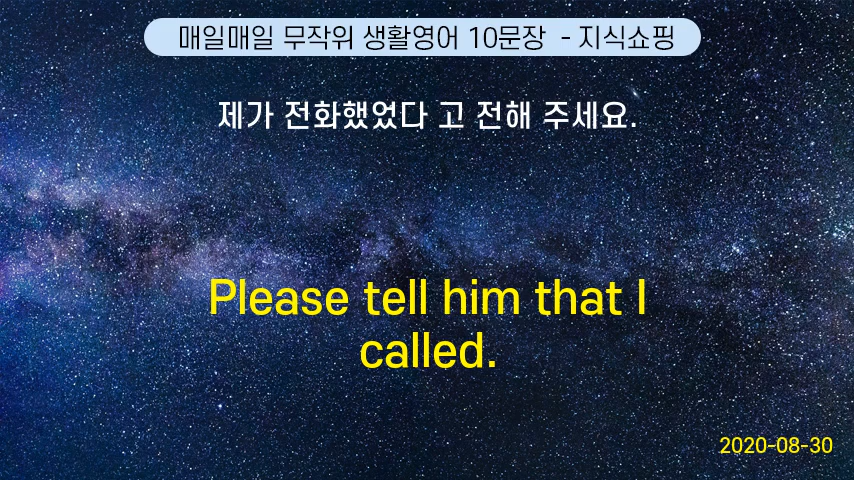 매일매일 무작위 생활영어 10문장 - 지식쇼핑
제가 전화했었다 고 전해 주세요.
Please tell him that I
called.
2020-08-30